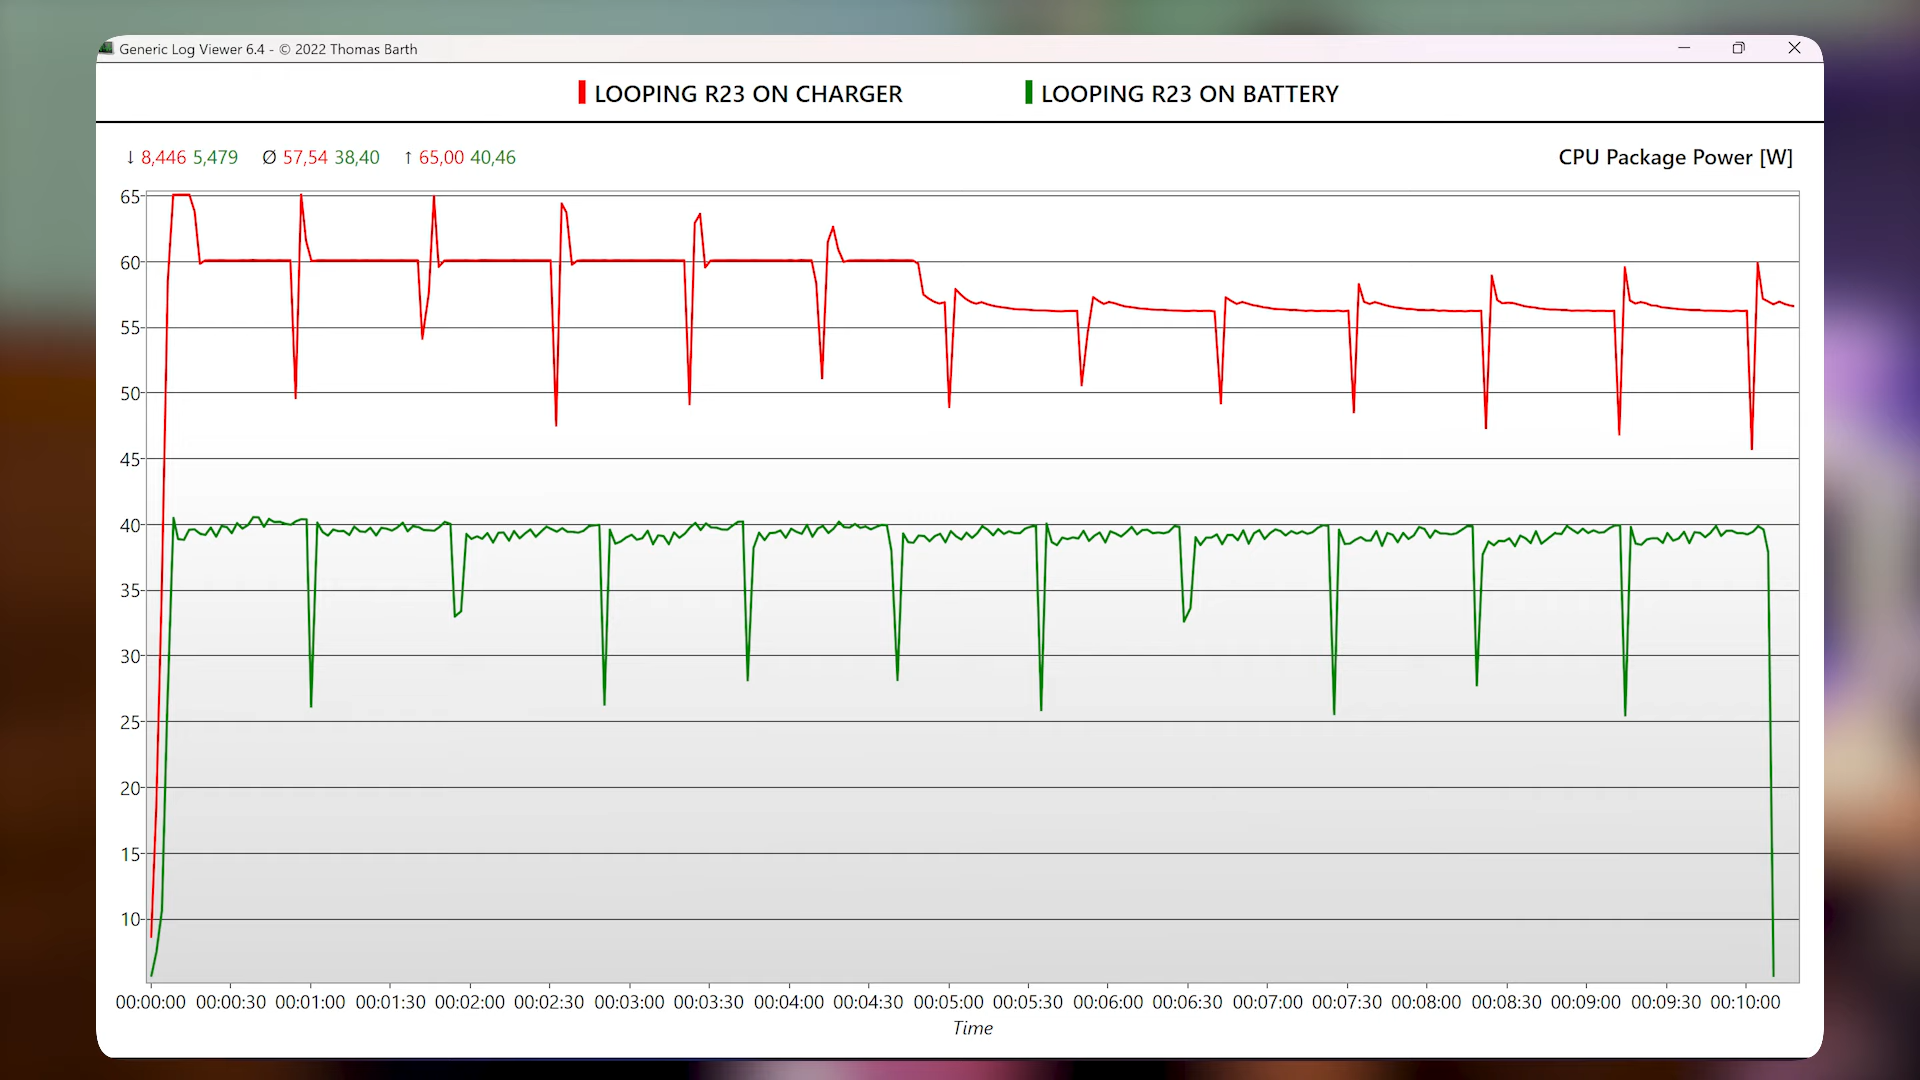 Generic Log Viewer 6.4 - © 2022 Thomas Barth
LOOPING R23 ON CHARGER LOOPING R23 ON BATTERY
↓ 8,446 5,479 Ø 57,54 38,40 ↑ 65,00 40,46 CPU Package Power [W]
65
60
55
50
45
40
35
30
25
20
15
10
00:00:00 00:00:30 00:01:00 00:01:30 00:02:00 00:02:30 00:03:00 00:03:30 00:04:00 00:04:30 00:05:00 00:05:30 00:06:00 00:06:30 00:07:00 00:07:30 00:08:00 00:08:30 00:09:00 00:09:30 00:10:00
Time